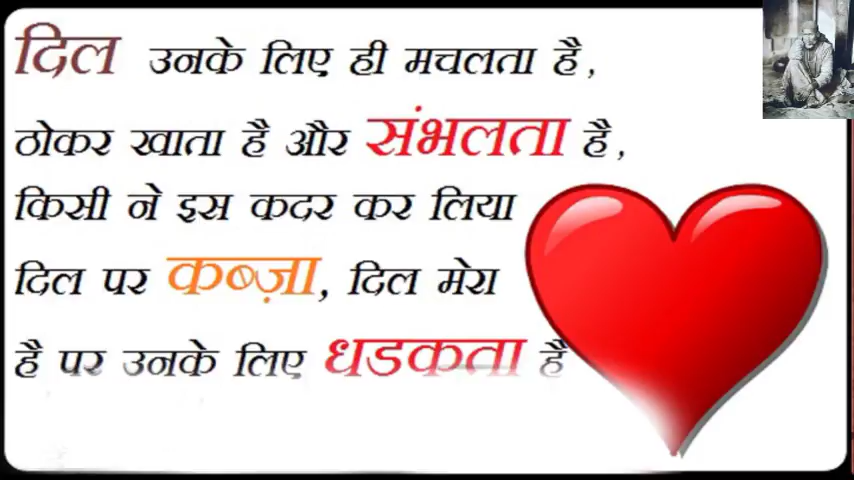 दिल उनके लिए ही मचलता है,
ठोकर खाता है और संभलता है,
किसी ने इस कदर कर लिया
दिल पर कब्ज़ा, दिल मेरा
है पर उनके लिए धडकता है